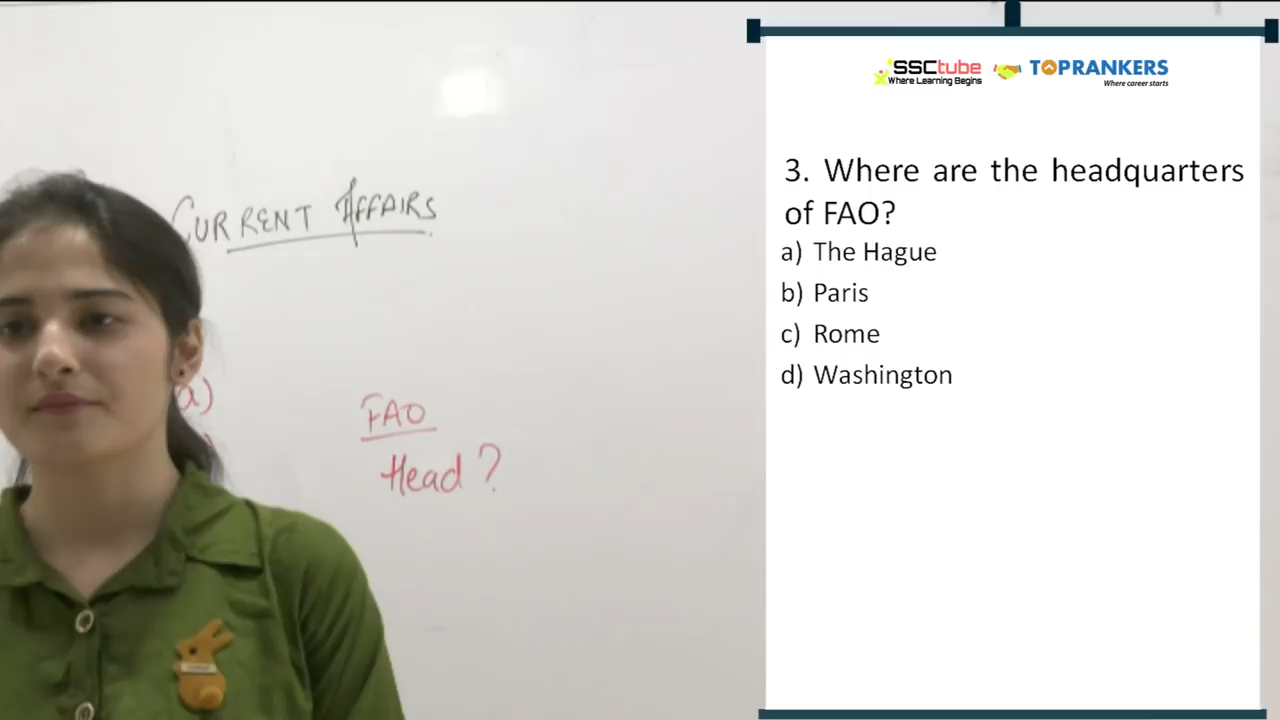 CURRENT AFFAIRS
a)
FAO
Head ?
SSCtube
Where Learning Begins
TOPRANKERS
Where career starts
3. Where are the headquarters
of FAO?
a) The Hague
b) Paris
c) Rome
d) Washington